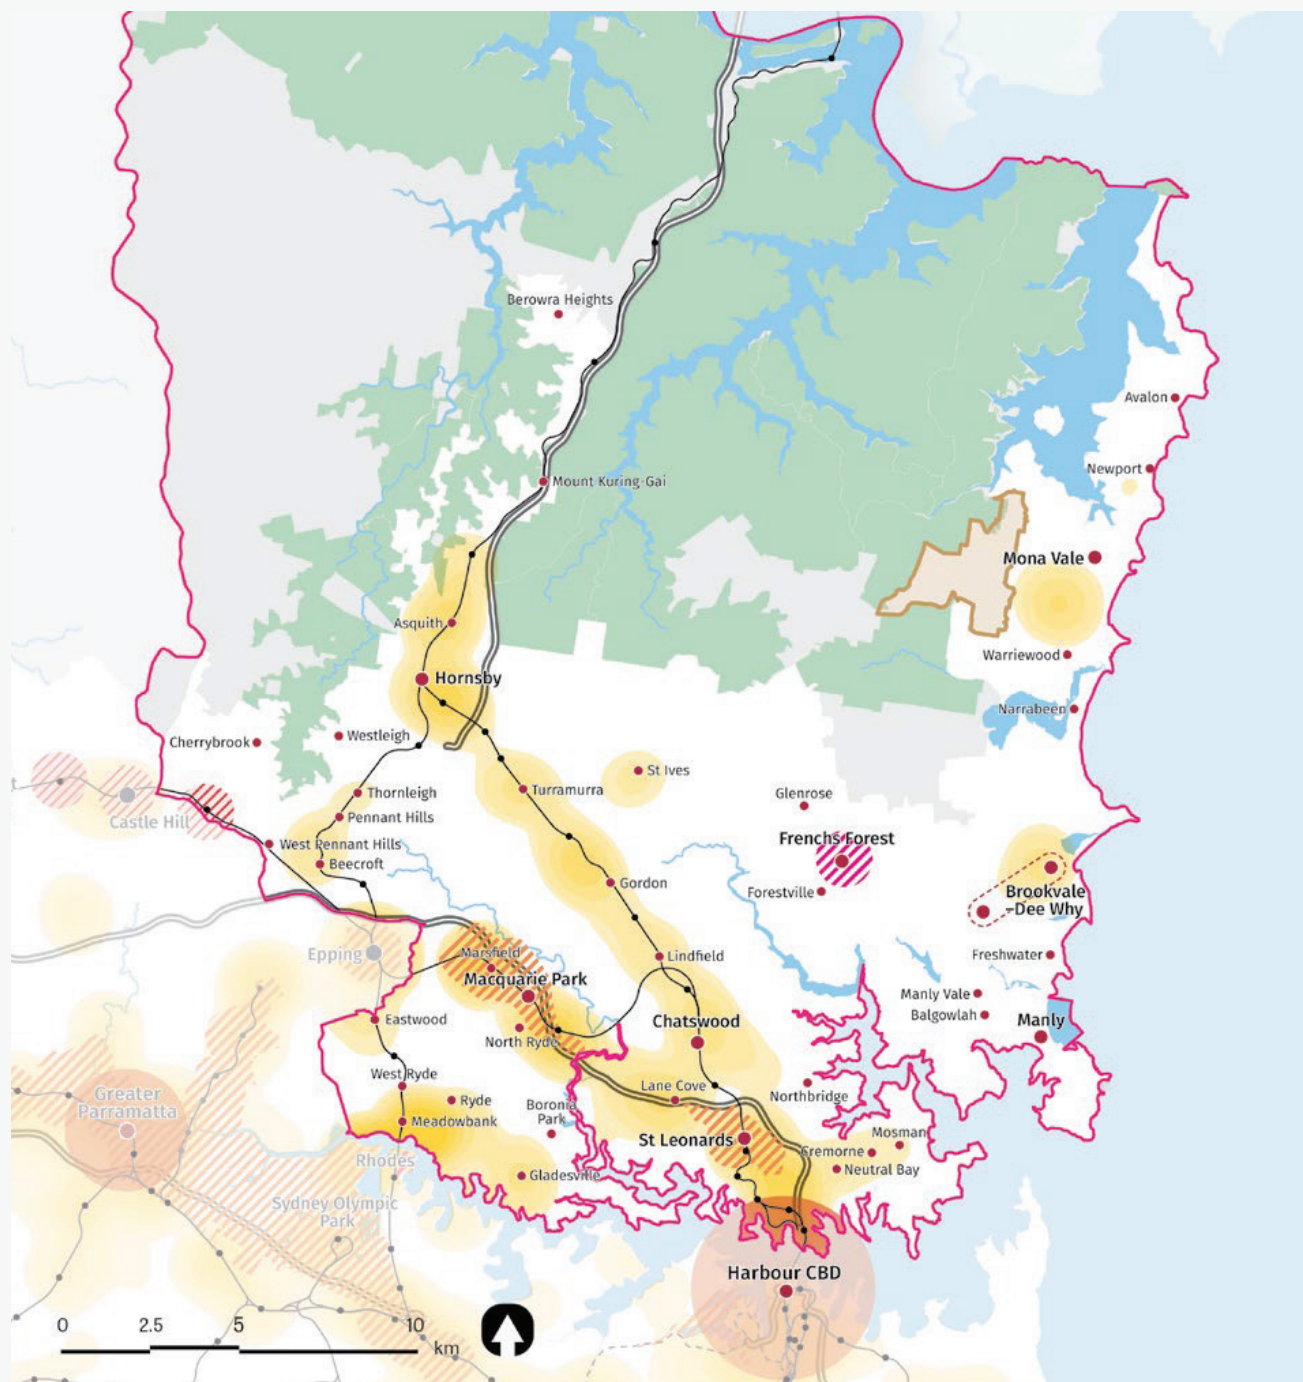 Berowra Heights
Avalon
Newport
Mount Kuring-Gai
Mona Vale
Asquith
Warriewood
Hornsby
Narrabeen
Westleigh
Cherrybrook
St Ives
Turramurra
Thornleigh
Glenrose
Castle Hill
Pennant Hills
Frenchs Forest
West Pennant Hills
Beecroft
Gordon
Forestville
Brookvale
-Dee Why
Epping
Marsfield
Lindfield
Freshwater
Macquarie Park
Manly Vale
Balgowlah
Eastwood
Chatswood
Manly
North Ryde
West Ryde
Lane Cove
Northbridge
Greater
Parramatta
Ryde
Boronia
Park
Meadowbank
St Leonards
Mosman
Cremorne
Rhodes
Gladesville
Neutral Bay
Sydney Olympic
Park
Harbour CBD
0 2.5 5 10
km